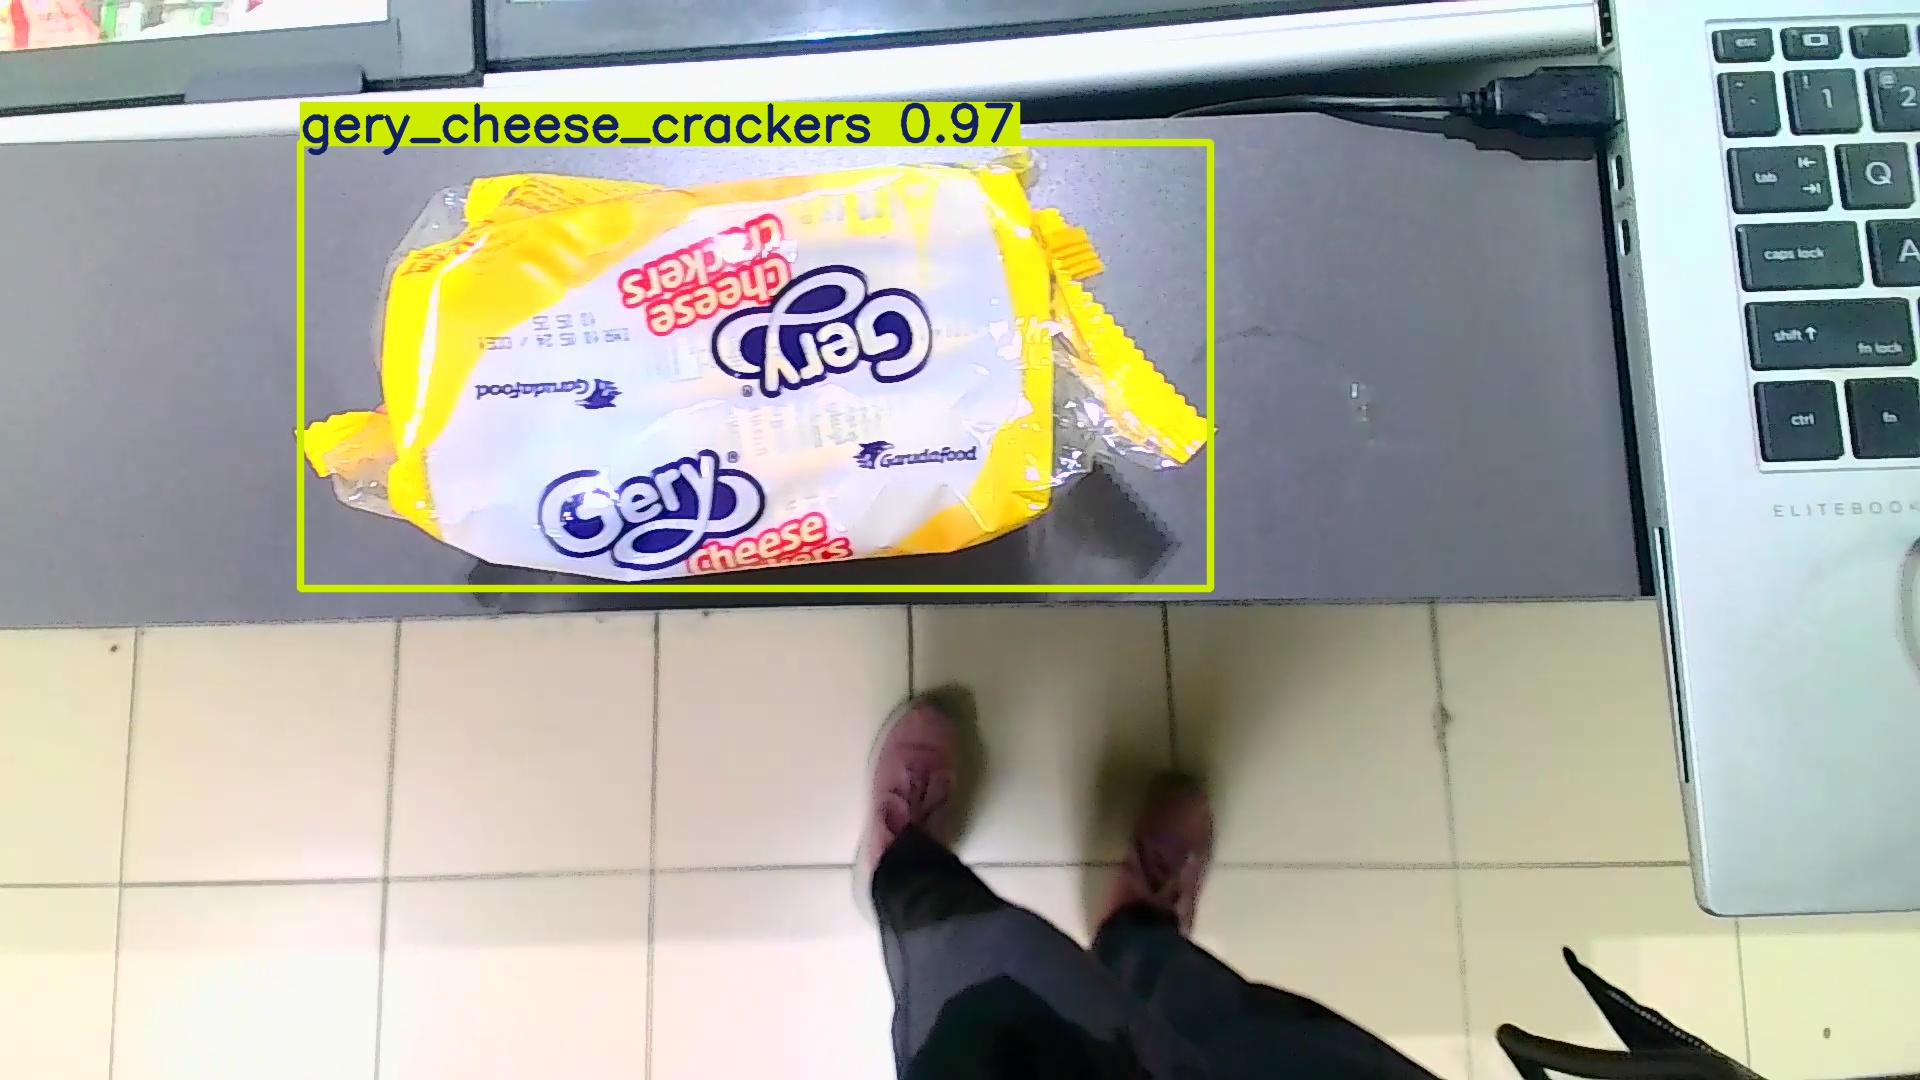 gery_cheese_crackers 0.97
cheese
crackers
Gery
®
Garudafood
Gery
®
Garudafood
cheese
esc
1
@
2
tab
Q
caps lock
A
shift
fn lock
ctrl
fn
ELITEBOOK